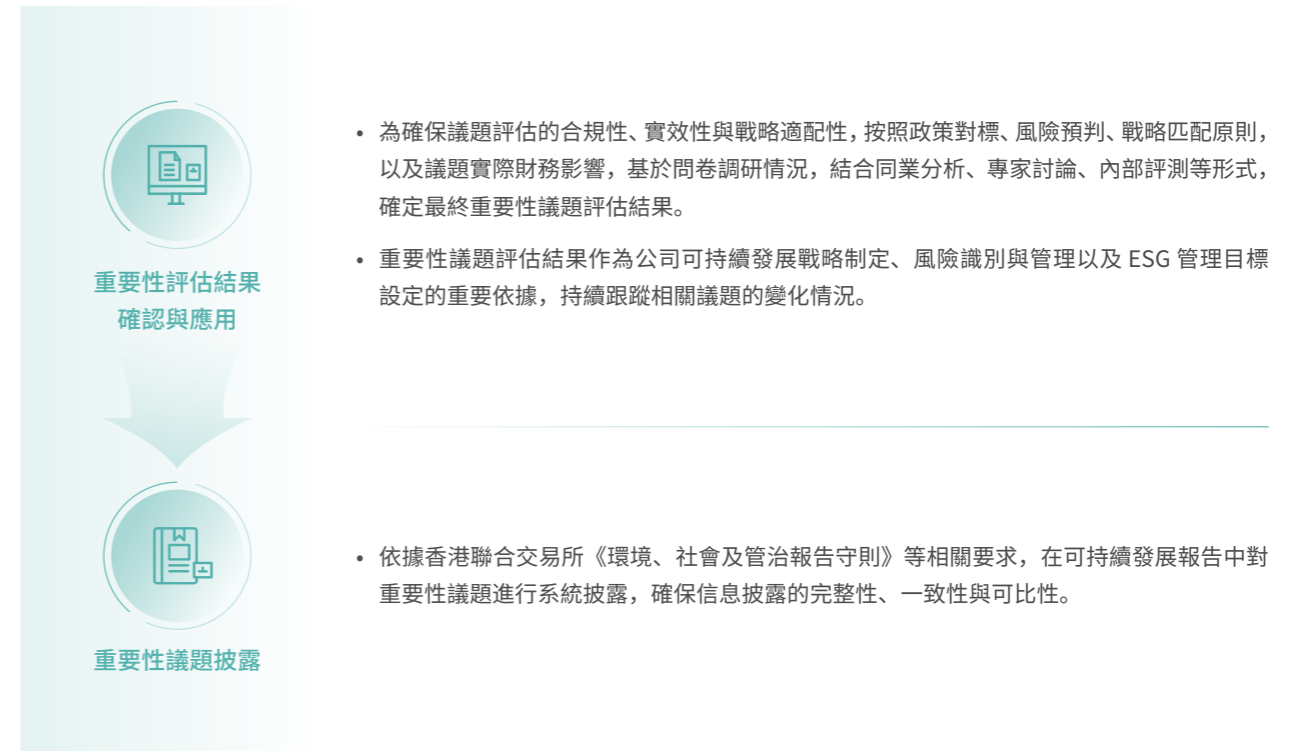 重要性評估結果
確認與應用
• 為確保議題評估的合規性、實效性與戰略適配性，按照政策對標、風險預判、戰略匹配原則，
以及議題實際財務影響，基於問卷調研情況，結合同業分析、專家討論、內部評測等形式，
確定最終重要性議題評估結果。
• 重要性議題評估結果作為公司可持續發展戰略制定、風險識別與管理以及 ESG 管理目標
設定的重要依據，持續跟蹤相關議題的變化情況。
重要性議題披露
• 依據香港聯合交易所《環境、社會及管治報告守則》等相關要求，在可持續發展報告中對
重要性議題進行系統披露，確保信息披露的完整性、一致性與可比性。